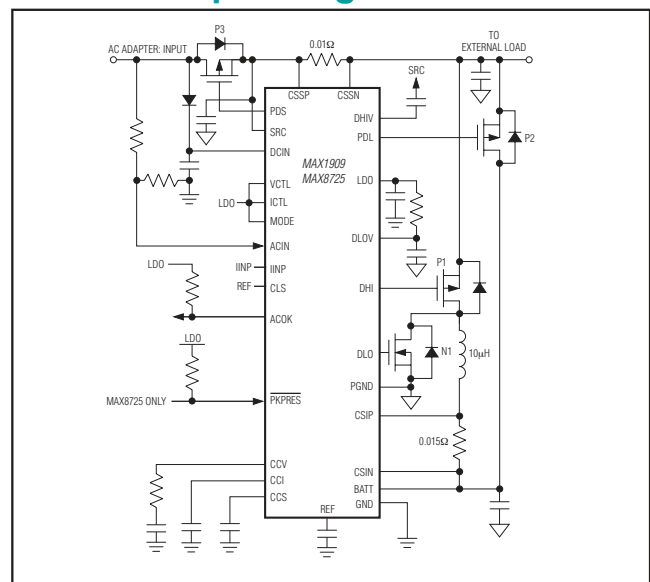 P3
0.01Ω
TO
EXTERNAL LOAD
AC ADAPTER: INPUT
CSSP
CSSN
SRC
PDS
DHIV
SRC
PDL
P2
DCIN
MAX1909
MAX8725
LDO
VCTL
LDO
ICTL
MODE
DLOV
ACIN
P1
LDO
IINP
IINP
DHI
REF
CLS
ACOK
LDO
DLO
N1
10µH
PGND
MAX8725 ONLY
PKPRES
CSIP
0.015Ω
CCV
CSIN
CCI
BATT
CCS
GND
REF